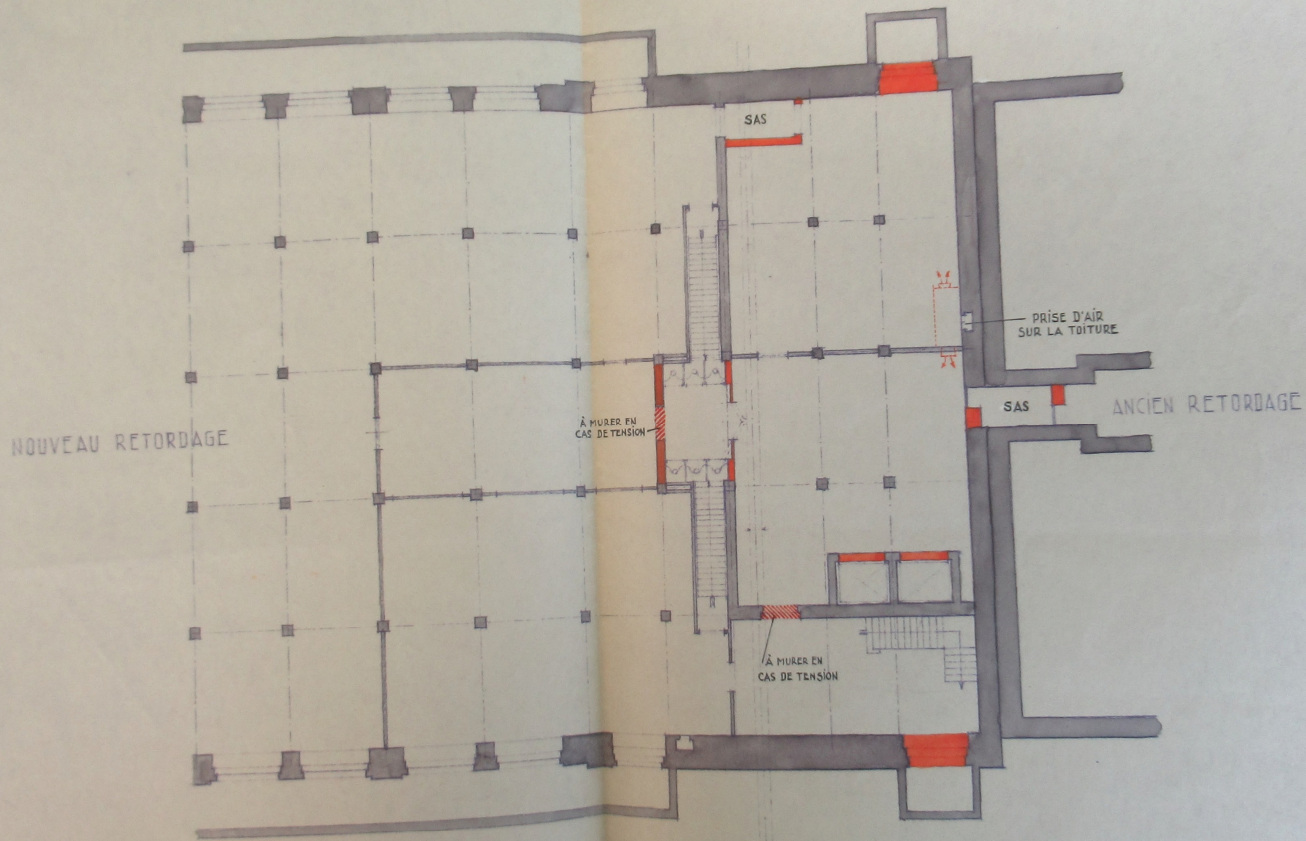 SAS
PRISE D'AIR
SUR LA TOITURE
SAS
ANCIEN RETORDAGE
À MURER EN
CAS DE TENSION
NOUVEAU RETORDAGE
À MURER EN
CAS DE TENSION